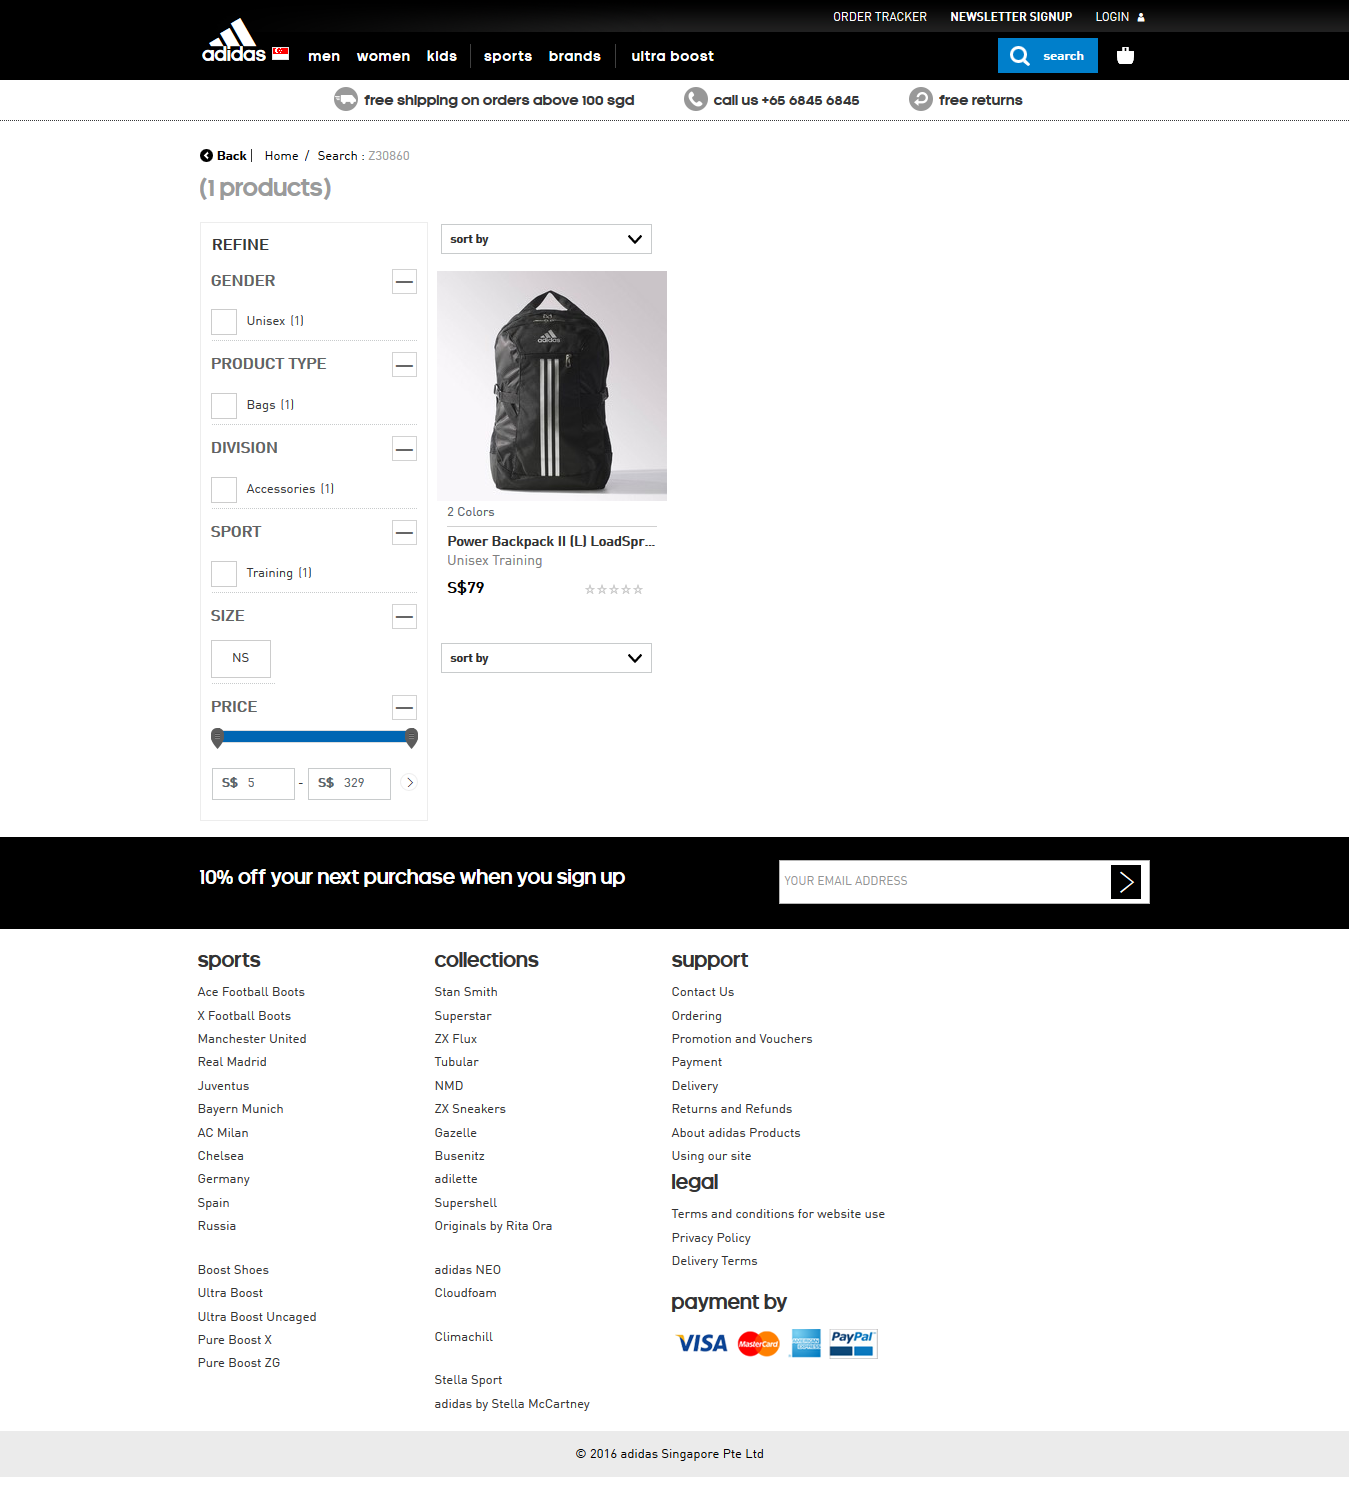 ORDER TRACKER NEWSLETTER SIGNUP LOGIN
adidas men women kids sports brands ultra boost search
free shipping on orders above 100 sgd call us +65 6845 6845 free returns
Back | Home / Search : Z30860
(1 products)
REFINE
GENDER
Unisex (1)
PRODUCT TYPE
Bags (1)
DIVISION
Accessories (1)
SPORT
Training (1)
SIZE
NS
PRICE
S$ 5 - S$ 329
sort by
adidas
2 Colors
Power Backpack II (L) LoadSpr...
Unisex Training
S$79
sort by
10% off your next purchase when you sign up
YOUR EMAIL ADDRESS
sports
Ace Football Boots
X Football Boots
Manchester United
Real Madrid
Juventus
Bayern Munich
AC Milan
Chelsea
Germany
Spain
Russia
Boost Shoes
Ultra Boost
Ultra Boost Uncaged
Pure Boost X
Pure Boost ZG
collections
Stan Smith
Superstar
ZX Flux
Tubular
NMD
ZX Sneakers
Gazelle
Busenitz
adilette
Supershell
Originals by Rita Ora
adidas NEO
Cloudfoam
Climachill
Stella Sport
adidas by Stella McCartney
support
Contact Us
Ordering
Promotion and Vouchers
Payment
Delivery
Returns and Refunds
About adidas Products
Using our site
legal
Terms and conditions for website use
Privacy Policy
Delivery Terms
payment by
VISA MasterCard AMERICAN EXPRESS PayPal
© 2016 adidas Singapore Pte Ltd